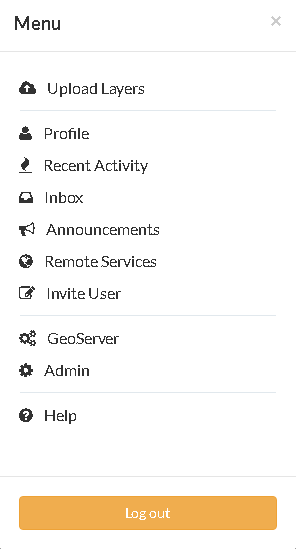 Menu ×
Upload Layers
Profile
Recent Activity
Inbox
Announcements
Remote Services
Invite User
GeoServer
Admin
Help
Log out